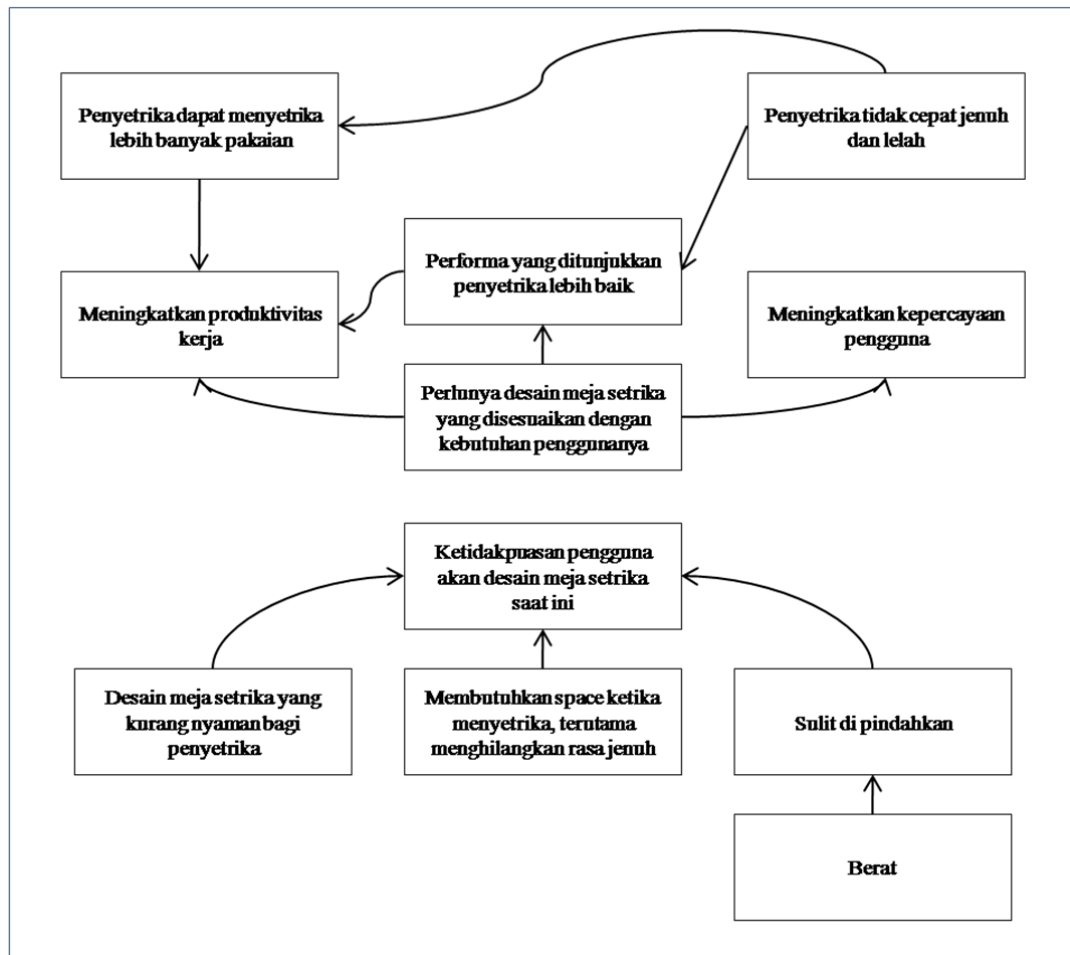 Penyetrika dapat menyetrika
lebih banyak pakaian
Penyetrika tidak cepat jenuh
dan lelah
Performa yang ditunjukkan
penyetrika lebih baik
Meningkatkan produktivitas
kerja
Meningkatkan kepercayaan
pengguna
Perlunya desain meja setrika
yang disesuaikan dengan
kebutuhan penggunanya
Ketidakpuasan pengguna
akan desain meja setrika
saat ini
Desain meja setrika yang
kurang nyaman bagi
penyetrika
Membutuhkan space ketika
menyetrika, terutama
menghilangkan rasa jenuh
Sulit di pindahkan
Berat